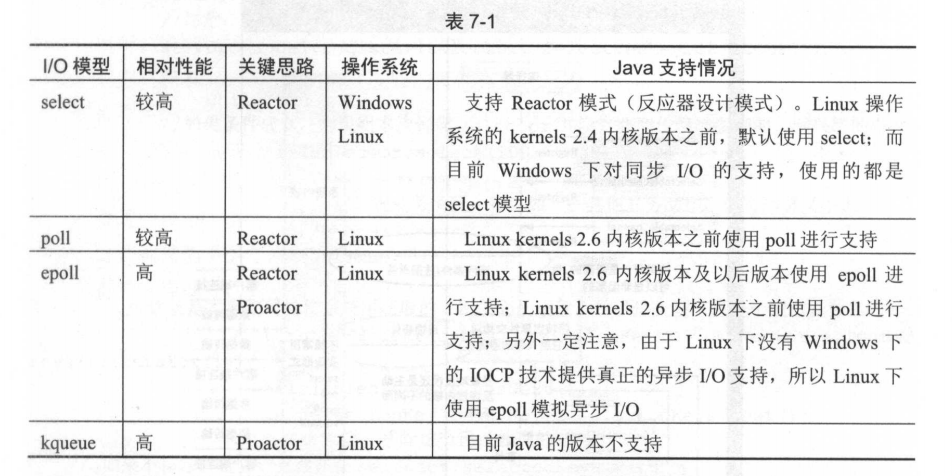 表 7-1
I/O 模型 相对性能 关键思路 操作系统 Java 支持情况
select 较高 Reactor Windows 支持 Reactor 模式（反应器设计模式）。Linux 操作
Linux 系统的 kernels 2.4 内核版本之前，默认使用 select；而
目前 Windows 下对同步 I/O 的支持，使用的都是
select 模型
poll 较高 Reactor Linux Linux kernels 2.6 内核版本之前使用 poll 进行支持
epoll 高 Reactor Linux Linux kernels 2.6 内核版本及以后版本使用 epoll 进
Proactor 行支持；Linux kernels 2.6 内核版本之前使用 poll 进行
支持；另外一定注意，由于 Linux 下没有 Windows 下
的 IOCP 技术提供真正的异步 I/O 支持，所以 Linux 下
使用 epoll 模拟异步 I/O
kqueue 高 Proactor Linux 目前 Java 的版本不支持